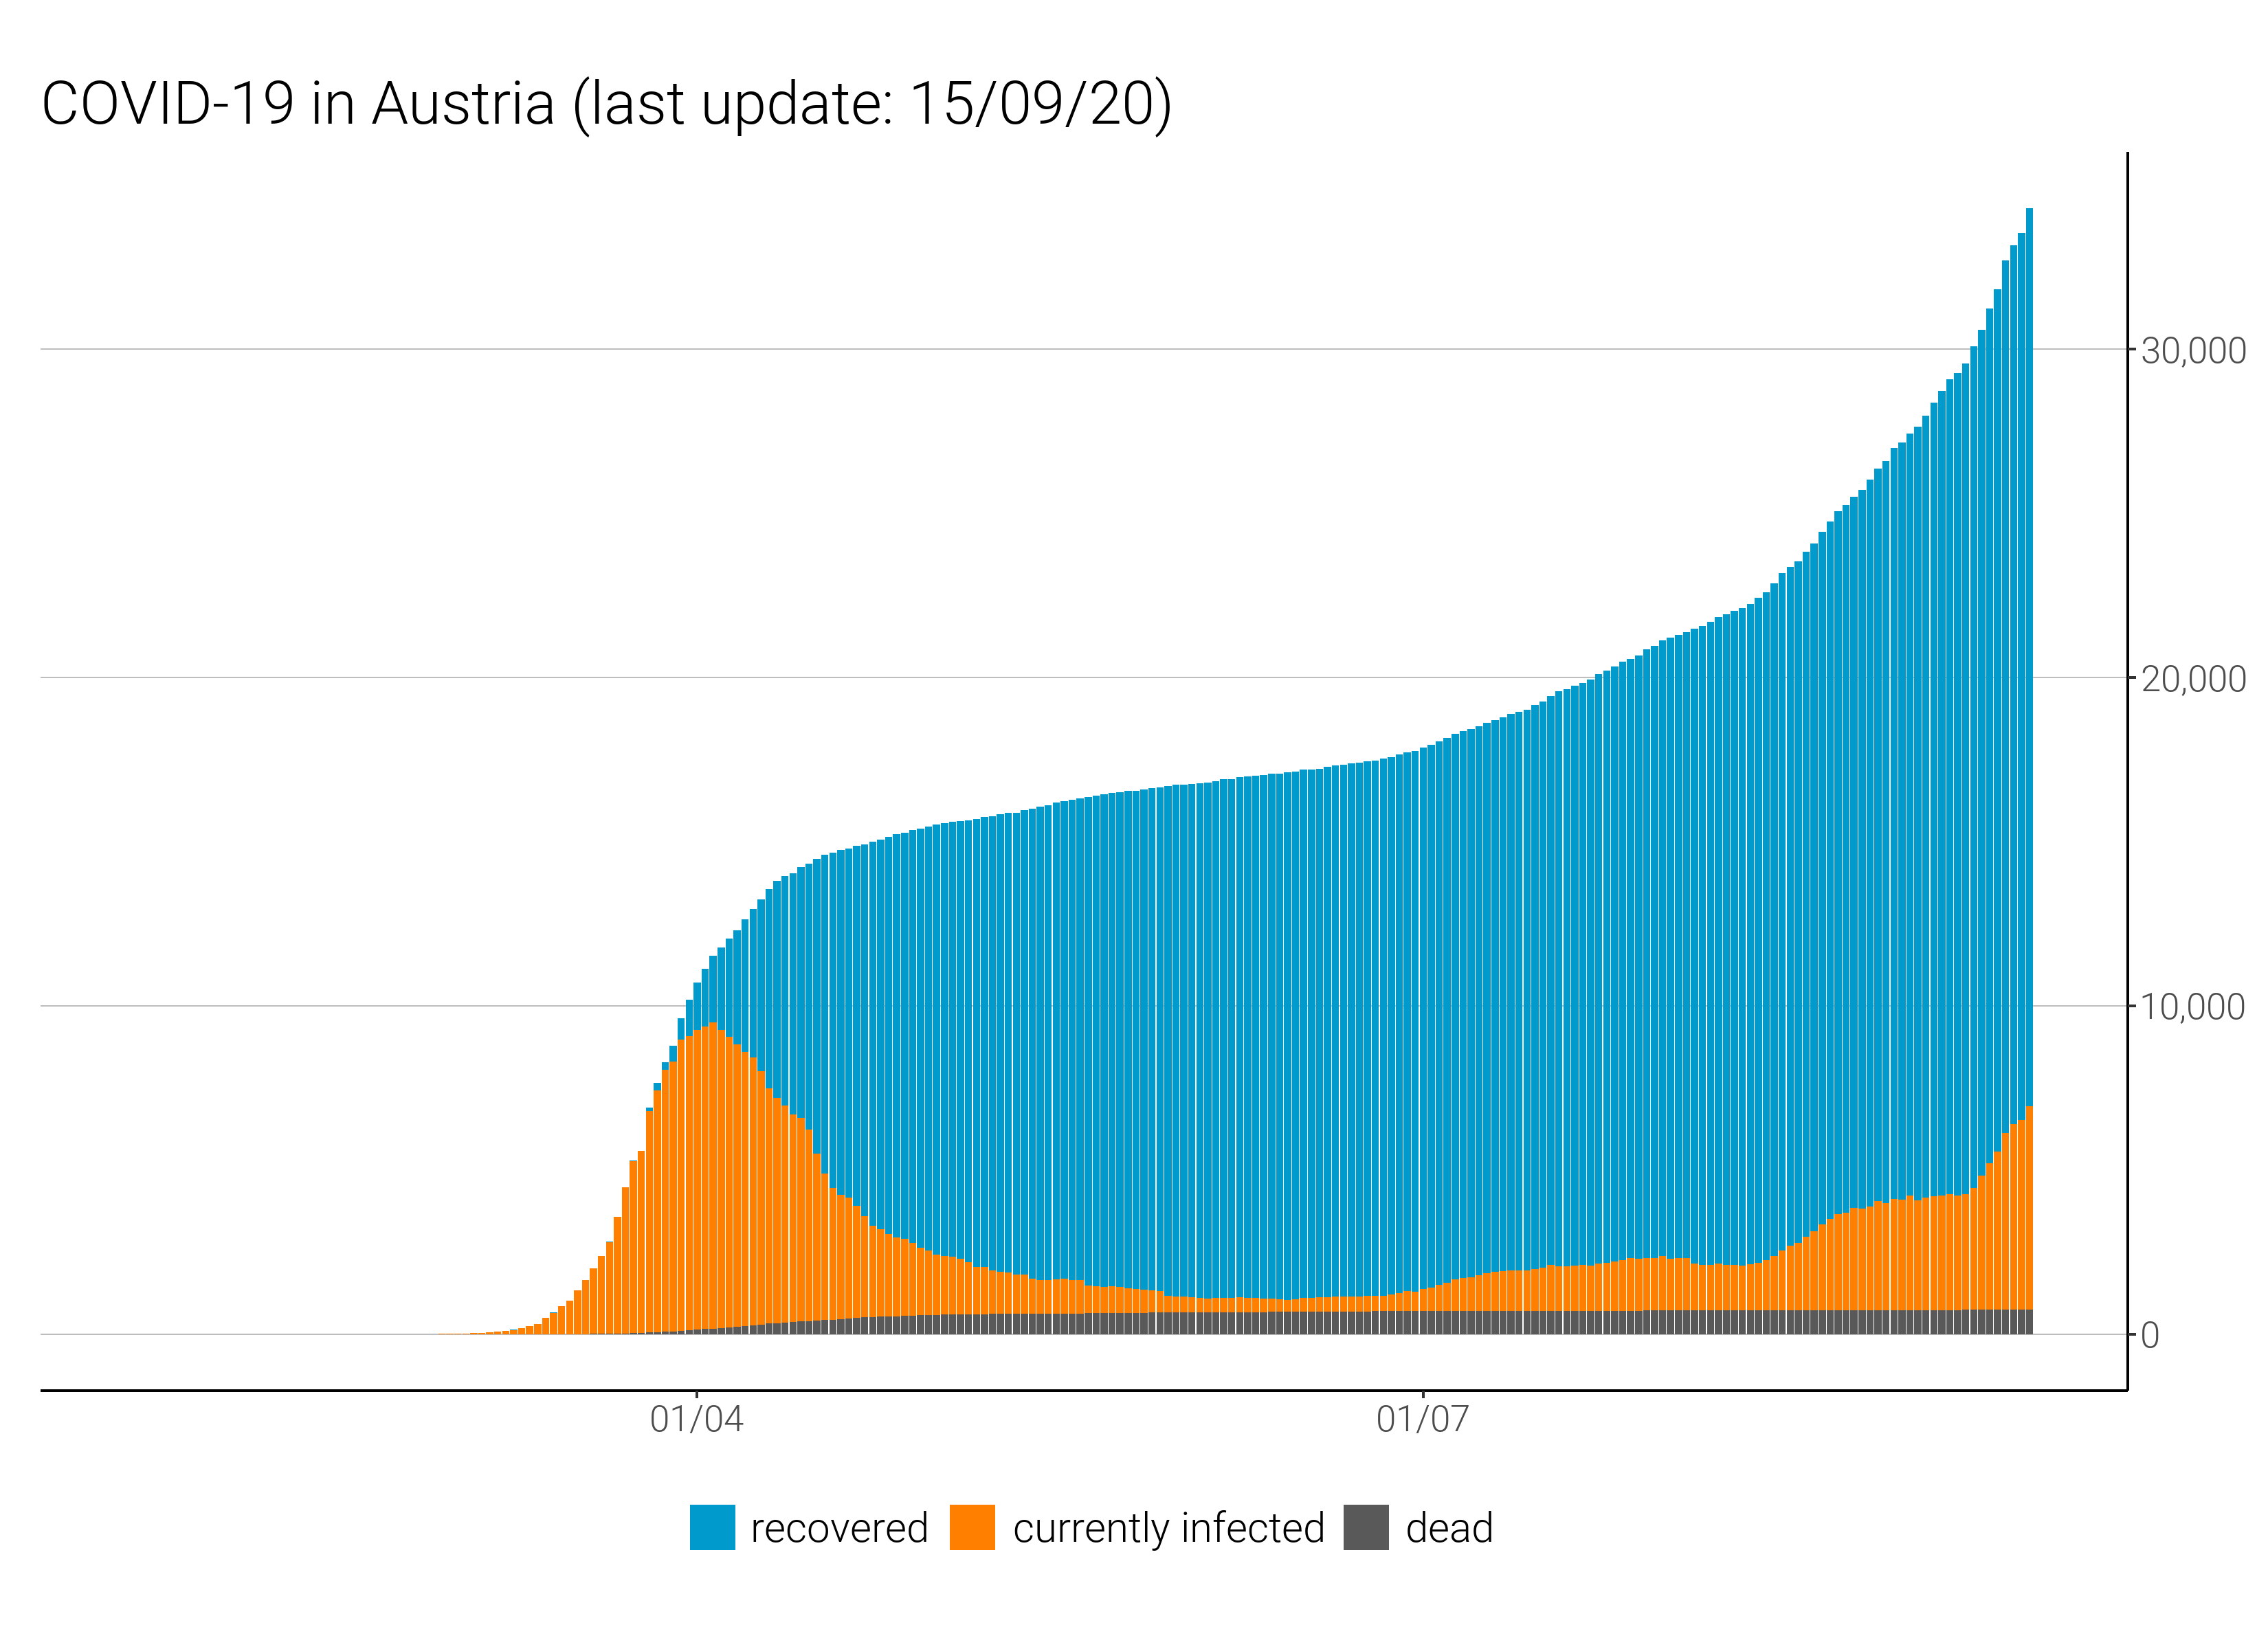 COVID-19 in Austria (last update: 15/09/20)
30,000
20,000
10,000
0
01/04 01/07
recovered currently infected dead